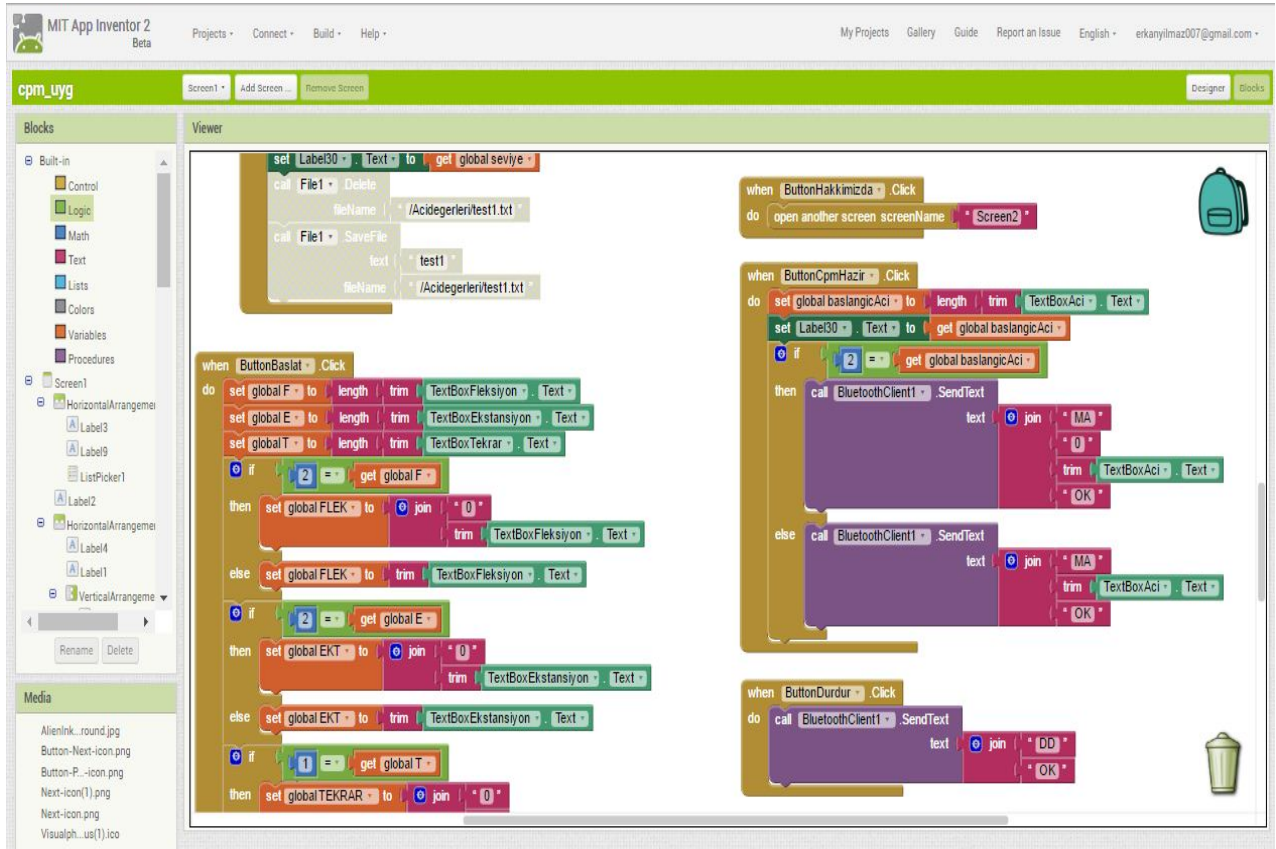 MIT App Inventor 2
Beta
Projects Connect Build Help
My Projects Gallery Guide Report an Issue English erkanyilmaz007@gmail.com
cpm_uyg
Screen1 Add Screen ... Remove Screen
Designer Blocks
Blocks
Built-in
Control
Logic
Math
Text
Lists
Colors
Variables
Procedures
Screen1
HorizontalArrangemer
Label3
Label9
ListPicker1
Label2
HorizontalArrangemer
Label4
Label1
VerticalArrangeme
Rename Delete
Media
AlienInk...round.jpg
Button-Next-icon.png
Button-P...-icon.png
Next-icon(1).png
Next-icon.png
Visualph...us(1).ico
Viewer
set Label30 . Text to get global seviye
call File1 .Delete
fileName " /Acidegerleri/test1.txt "
call File1 .SaveFile
text " test1 "
fileName " /Acidegerleri/test1.txt "
when ButtonBaslat .Click
do set global F to length trim TextBoxFleksiyon . Text
set global E to length trim TextBoxEkstansiyon . Text
set global T to length trim TextBoxTekrar . Text
if 2 = get global F
then set global FLEK to join " 0 "
trim TextBoxFleksiyon . Text
else set global FLEK to trim TextBoxFleksiyon . Text
if 2 = get global E
then set global EKT to join " 0 "
trim TextBoxEkstansiyon . Text
else set global EKT to trim TextBoxEkstansiyon . Text
if 1 = get global T
then set global TEKRAR to join " 0 "
when ButtonHakkimizda .Click
do open another screen screenName " Screen2 "
when ButtonCpmHazir .Click
do set global baslangicAci to length trim TextBoxAci . Text
set Label30 . Text to get global baslangicAci
if 2 = get global baslangicAci
then call BluetoothClient1 .SendText
text join " MA "
" 0 "
trim TextBoxAci . Text
" OK "
else call BluetoothClient1 .SendText
text join " MA "
trim TextBoxAci . Text
" OK "
when ButtonDurdur .Click
do call BluetoothClient1 .SendText
text join " DD "
" OK "